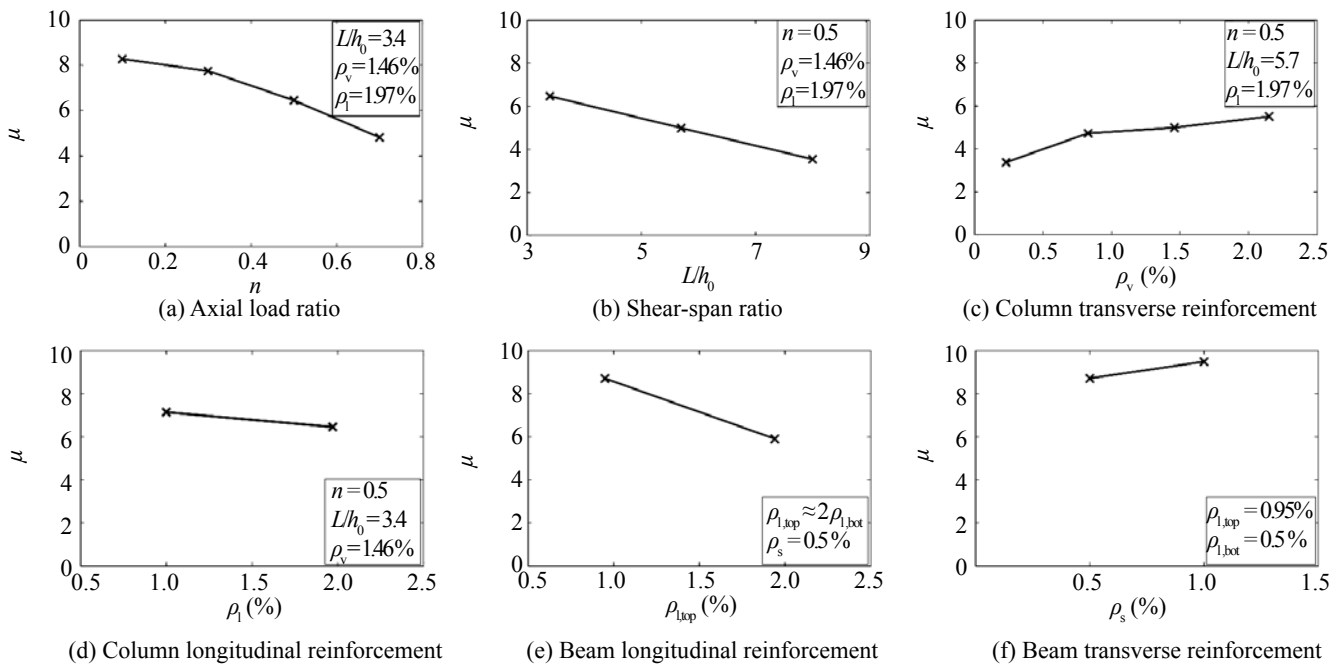 10
8
6
4
2
0
μ
L/h₀=3.4
ρᵥ=1.46%
ρₗ=1.97%
0 0.2 0.4 0.6 0.8
n
(a) Axial load ratio
10
8
6
4
2
0
μ
n=0.5
ρᵥ=1.46%
ρₗ=1.97%
3 5 7 9
L/h₀
(b) Shear-span ratio
10
8
6
4
2
0
μ
n=0.5
L/h₀=5.7
ρₗ=1.97%
0 0.5 1.0 1.5 2.0 2.5
ρᵥ (%)
(c) Column transverse reinforcement
10
8
6
4
2
0
μ
n=0.5
L/h₀=3.4
ρᵥ=1.46%
0.5 1.0 1.5 2.0 2.5
ρₗ (%)
(d) Column longitudinal reinforcement
10
8
6
4
2
0
μ
ρl,top≈2ρl,bot
ρₛ=0.5%
0.5 1.0 1.5 2.0 2.5
ρl,top (%)
(e) Beam longitudinal reinforcement
10
8
6
4
2
0
μ
ρl,top=0.95%
ρl,bot=0.5%
0.5 1.0 1.5
ρₛ (%)
(f) Beam transverse reinforcement